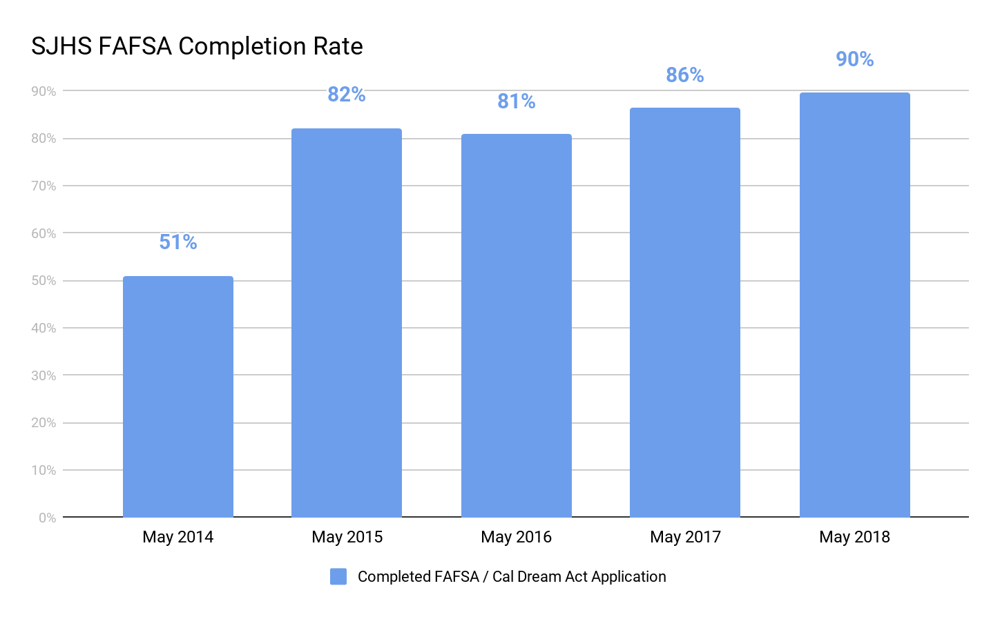 SJHS FAFSA Completion Rate
90%
86%
90%
82%
81%
80%
70%
60%
51%
50%
40%
30%
20%
10%
0%
May 2014
May 2015
May 2016
May 2017
May 2018
Completed FAFSA / Cal Dream Act Application